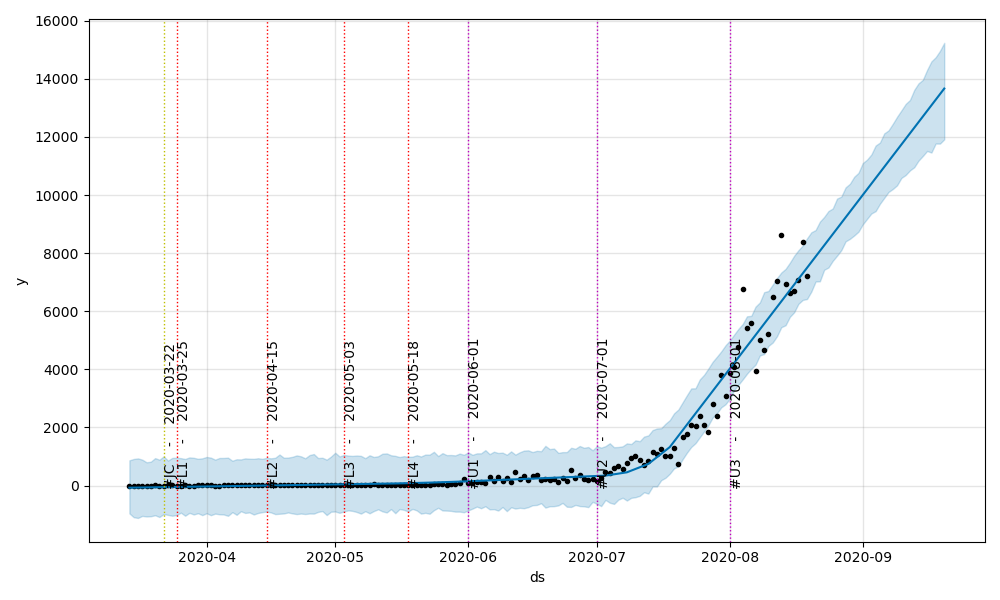 16000
14000
12000
10000
8000
6000
4000
2000
0
y
#JC - 2020-03-22
#L1 - 2020-03-25
#L2 - 2020-04-15
#L3 - 2020-05-03
#L4 - 2020-05-18
#U1 - 2020-06-01
#U2 - 2020-07-01
#U3 - 2020-08-01
2020-04
2020-05
2020-06
2020-07
2020-08
2020-09
ds